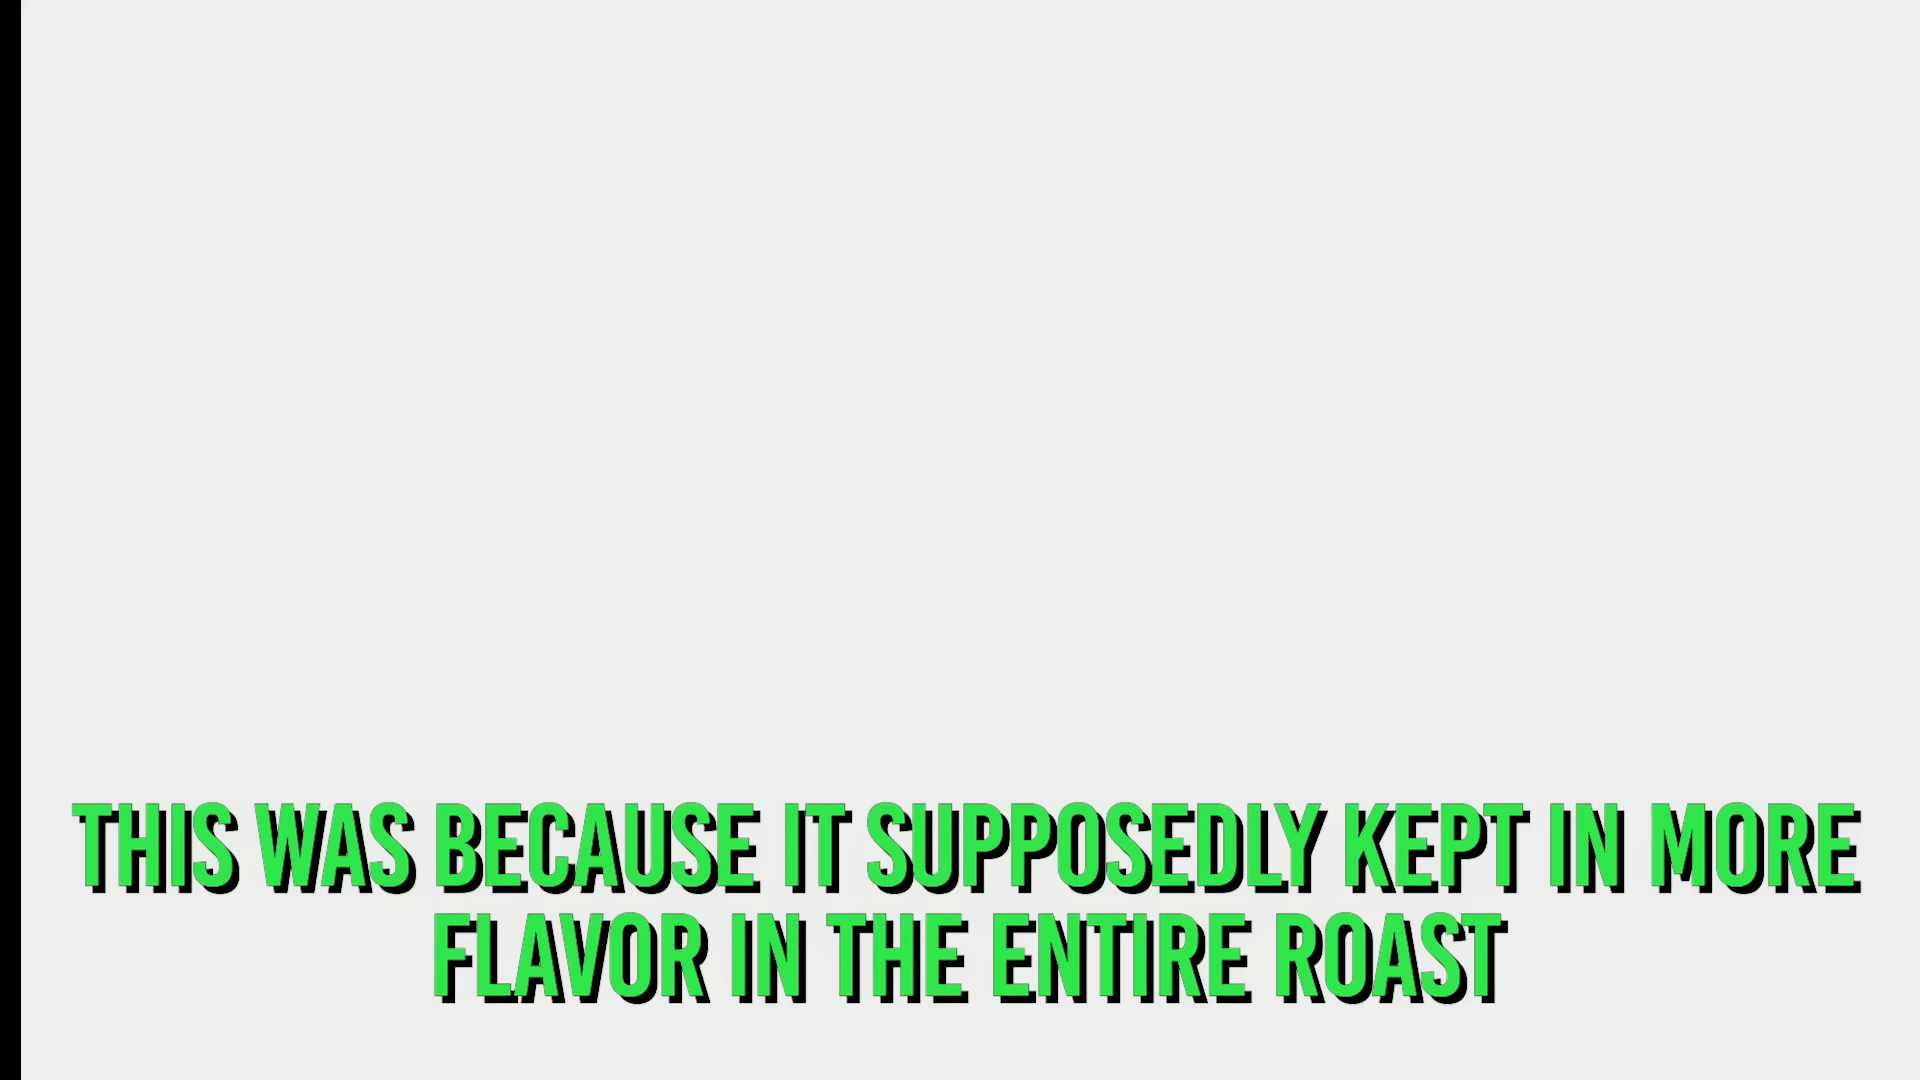 THIS WAS BECAUSE IT SUPPOSEDLY KEPT IN MORE
FLAVOR IN THE ENTIRE ROAST